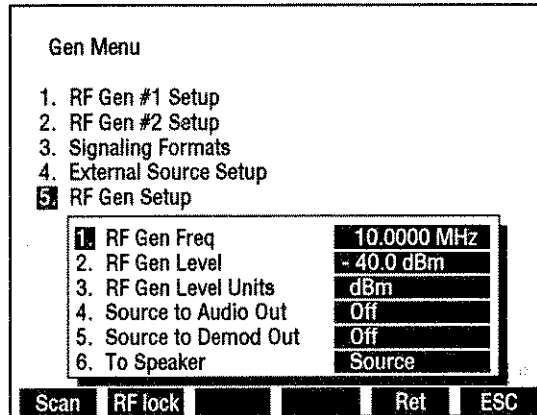 Gen Menu
1. RF Gen #1 Setup
2. RF Gen #2 Setup
3. Signaling Formats
4. External Source Setup
5. RF Gen Setup
1. RF Gen Freq 10.0000 MHz
2. RF Gen Level - 40.0 dBm
3. RF Gen Level Units dBm
4. Source to Audio Out Off
5. Source to Demod Out Off
6. To Speaker Source
Scan RF lock Ret ESC